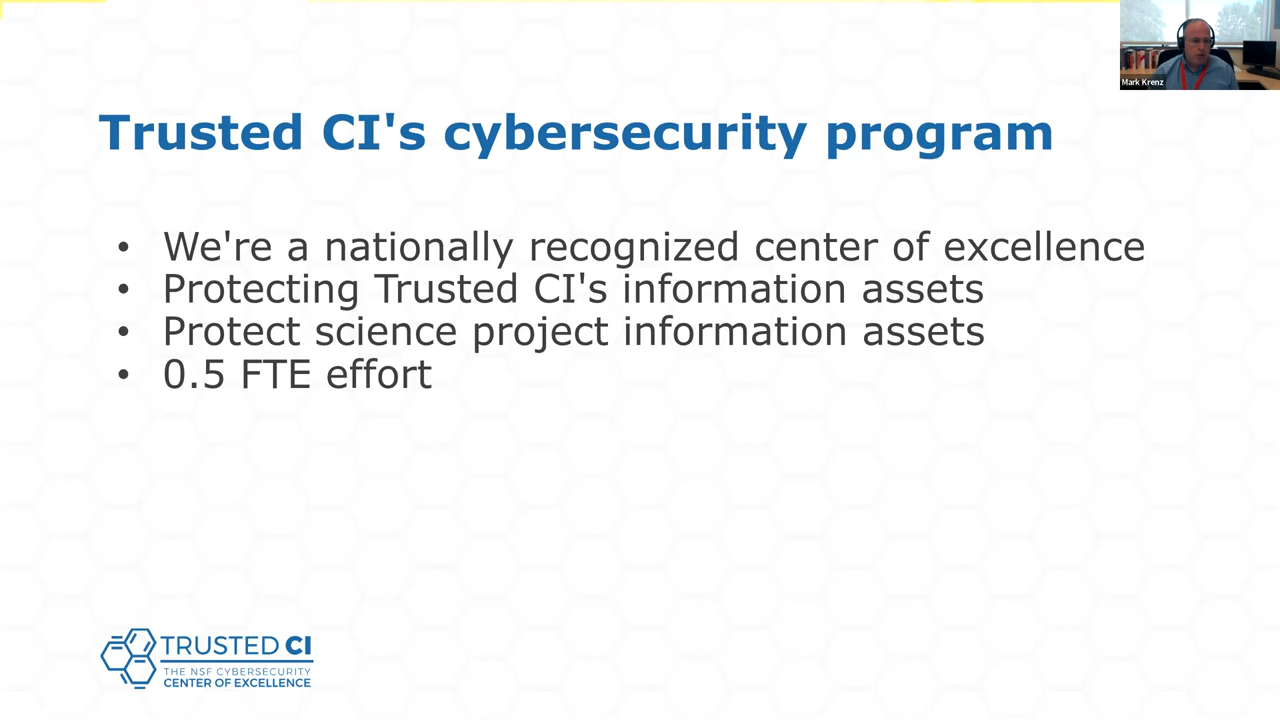 Mark Krenz
Trusted CI's cybersecurity program
• We're a nationally recognized center of excellence
• Protecting Trusted CI's information assets
• Protect science project information assets
• 0.5 FTE effort
TRUSTED CI
THE NSF CYBERSECURITY
CENTER OF EXCELLENCE